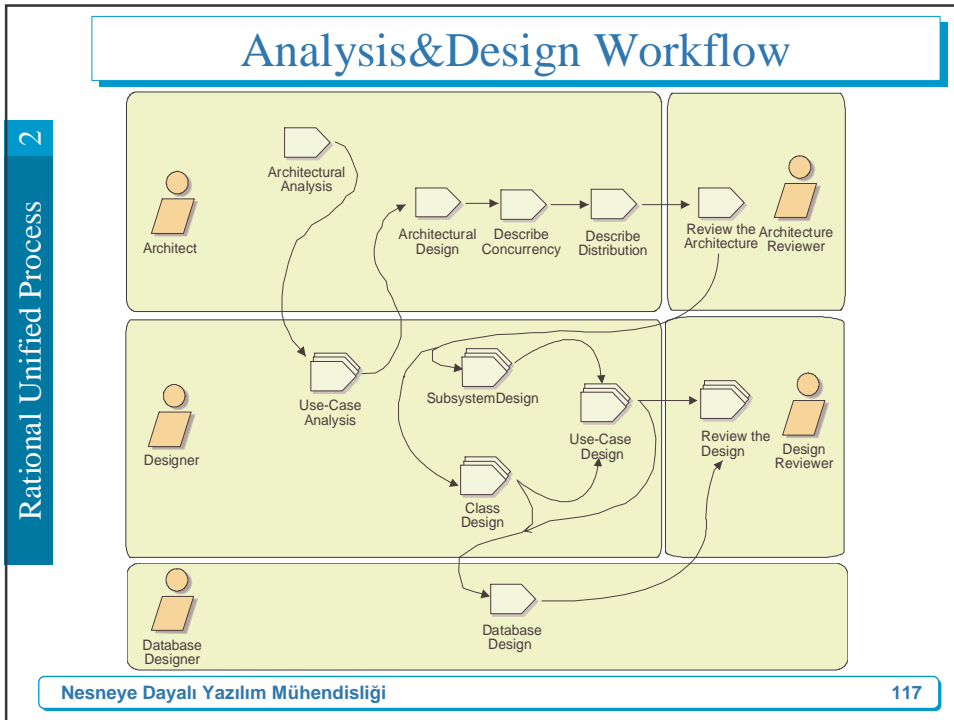 Analysis&Design Workflow
2
Rational Unified Process
Architectural
Analysis
Architect
Architectural
Design
Describe
Concurrency
Describe
Distribution
Review the
Architecture
Architecture
Reviewer
Designer
Use-Case
Analysis
SubsystemDesign
Use-Case
Design
Class
Design
Review the
Design
Design
Reviewer
Database
Designer
Database
Design
Nesneye Dayalı Yazılım Mühendisliği
117